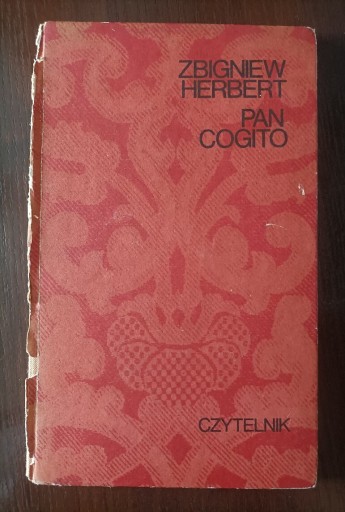 ZBIGNIEW
HERBERT
PAN
COGITO
CZYTELNIK